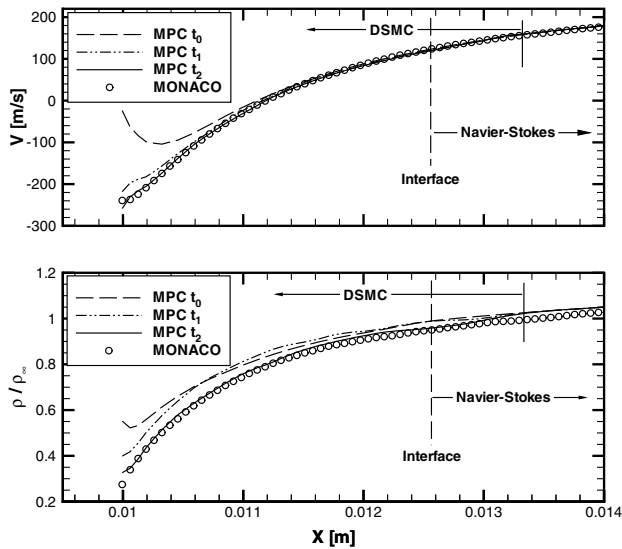 200
100
0
-100
-200
-300
V [m/s]
MPC t0
MPC t1
MPC t2
MONACO
DSMC
Navier-Stokes
Interface
1.2
1
0.8
0.6
0.4
0.2
ρ / ρ∞
MPC t0
MPC t1
MPC t2
MONACO
DSMC
Navier-Stokes
Interface
0.01 0.011 0.012 0.013 0.014
X [m]